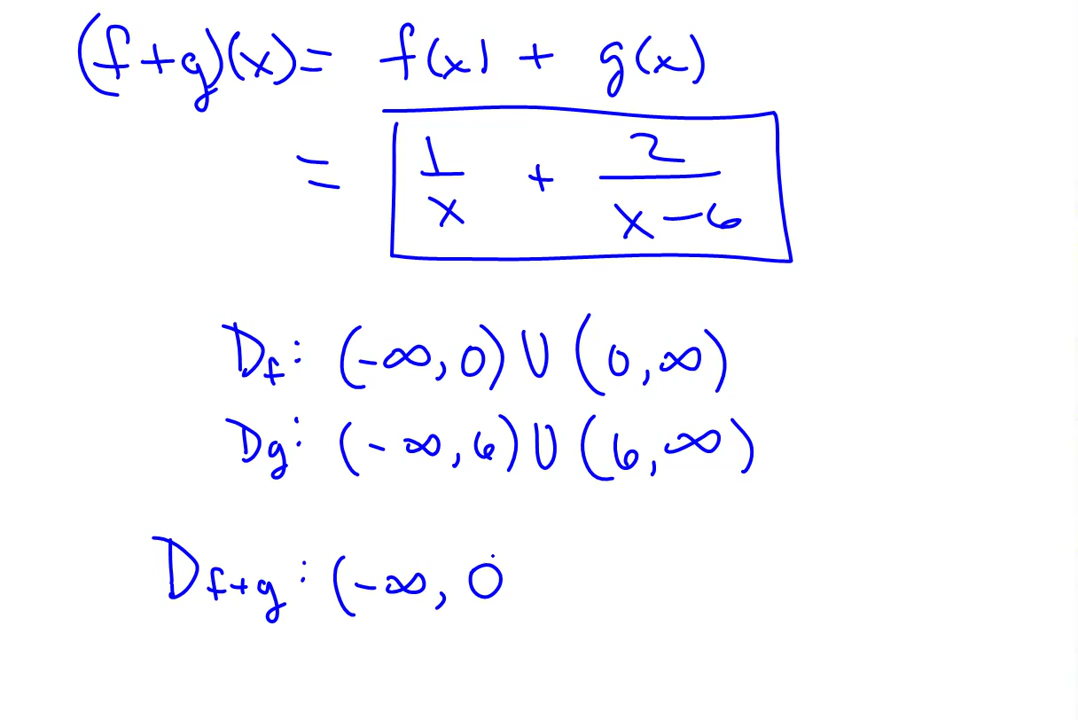 (f+g)(x)= f(x) + g(x)
= 1/x + 2/(x-6)
Df: (-∞, 0) ∪ (0, ∞)
Dg: (-∞, 6) ∪ (6, ∞)
Df+g: (-∞, 0